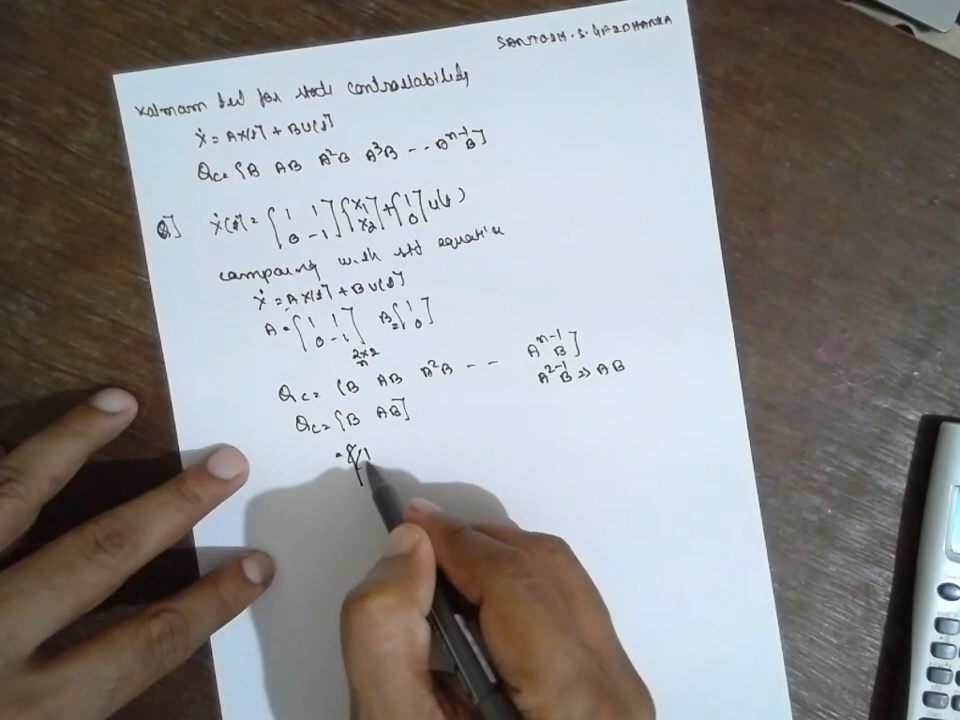 SANTOSH.S.
Kalmann test for state controllability
Ẋ = AX(t) + BU(t)
Qc = [B AB A²B A³B -- Aⁿ⁻¹B]
Q] Ẋ(t) = [1 1 0 -1] [x1 x2] + [1 0] u(t)
comparing with std equation
Ẋ = AX(t) + BU(t)
A = [1 1 0 -1] B = [1 0]
2×2
n
Qc = [B AB A²B -- Aⁿ⁻¹B]
A²⁻¹B => AB
Qc = [B AB]
= [1